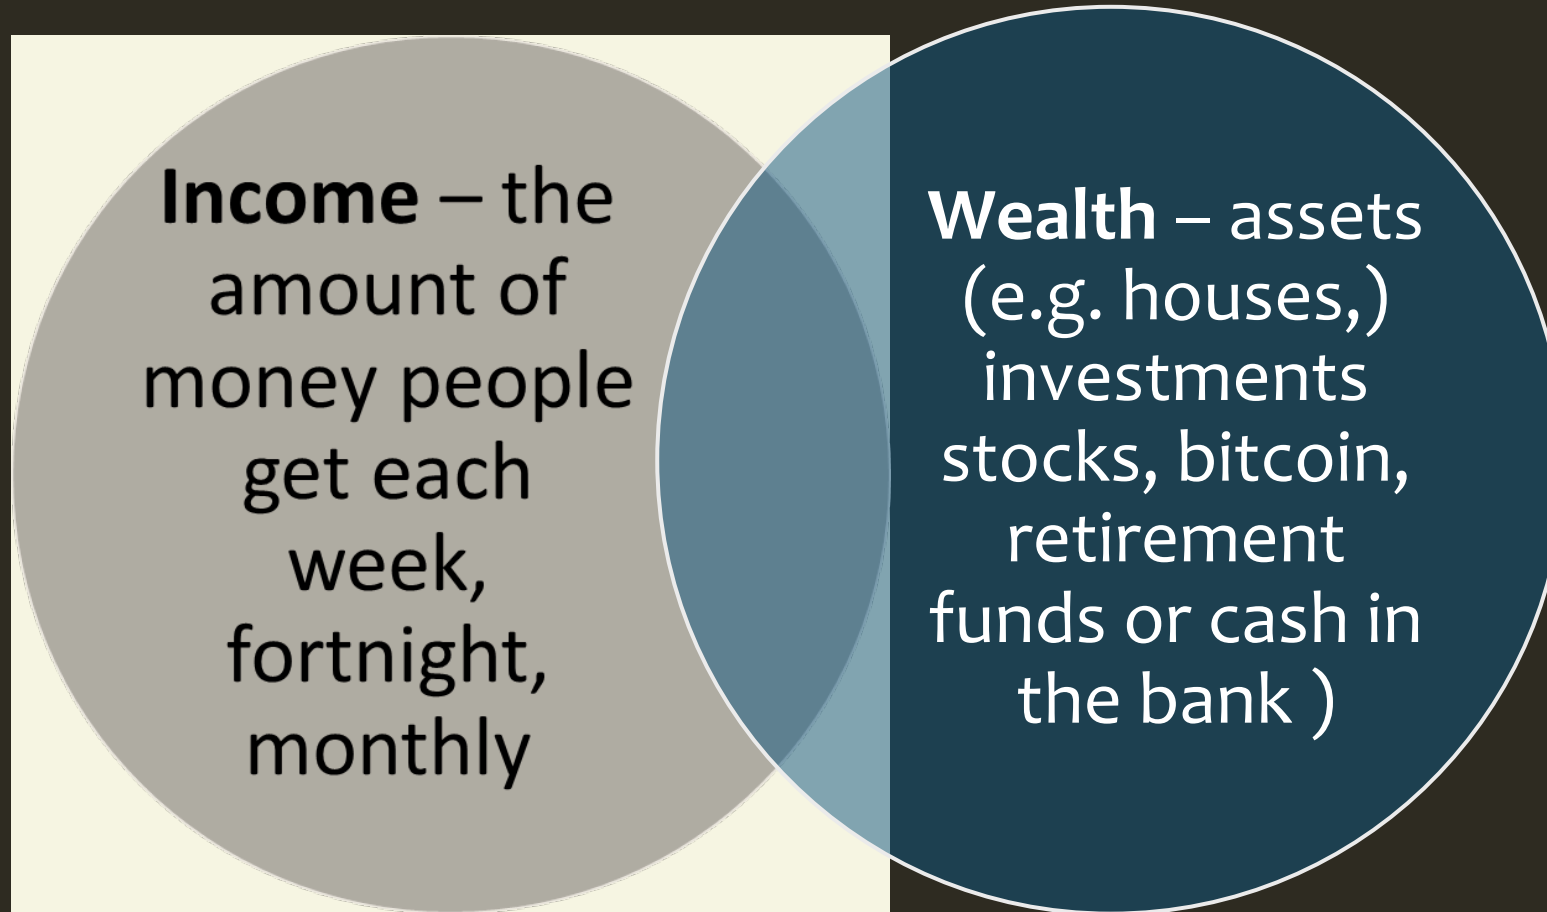 Income – the
amount of
money people
get each
week,
fortnight,
monthly
Wealth – assets
(e.g. houses,)
investments
stocks, bitcoin,
retirement
funds or cash in
the bank )